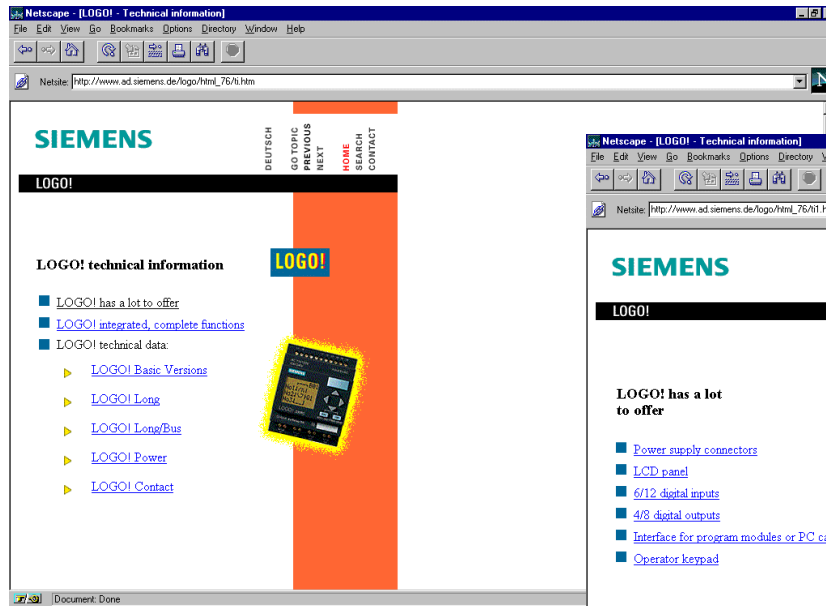 Netscape - [LOGO! - Technical information]
File Edit View Go Bookmarks Options Directory Window Help
Netsite: http://www.ad.siemens.de/logo/html_76/ti.htm
SIEMENS
DEUTSCH
GO TOPIC
PREVIOUS
NEXT
HOME
SEARCH
CONTACT
LOGO!
LOGO! technical information
LOGO!
LOGO! has a lot to offer
LOGO! integrated, complete functions
LOGO! technical data:
LOGO! Basic Versions
LOGO! Long
LOGO! Long/Bus
LOGO! Power
LOGO! Contact
Document: Done
Netscape - [LOGO! - Technical information]
File Edit View Go Bookmarks Options Directory
Netsite: http://www.ad.siemens.de/logo/html_76/ti1.h
SIEMENS
LOGO!
LOGO! has a lot
to offer
Power supply connectors
LCD panel
6/12 digital inputs
4/8 digital outputs
Interface for program modules or PC ca
Operator keypad